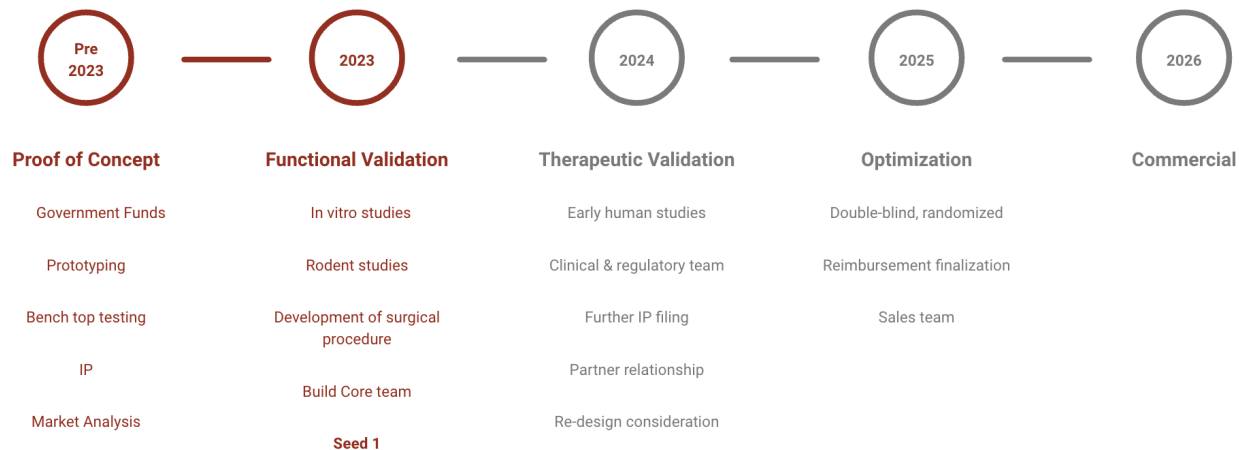 Pre
2023
2023
2024
2025
2026
Proof of Concept
Functional Validation
Therapeutic Validation
Optimization
Commercial
Government Funds
Prototyping
Bench top testing
IP
Market Analysis
In vitro studies
Rodent studies
Development of surgical
procedure
Build Core team
Seed 1
Early human studies
Clinical & regulatory team
Further IP filing
Partner relationship
Re-design consideration
Double-blind, randomized
Reimbursement finalization
Sales team